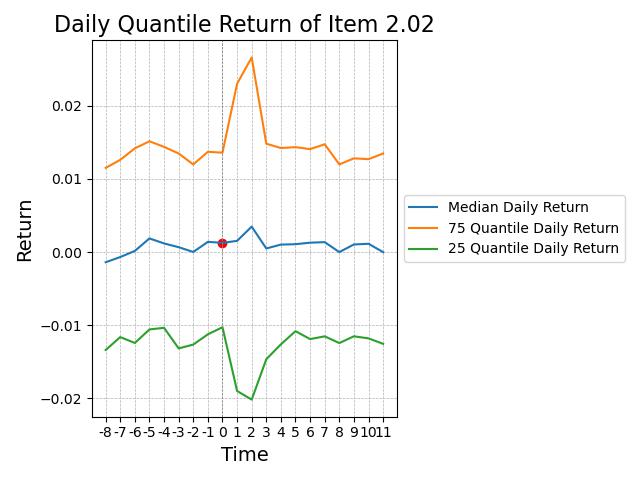 Daily Quantile Return of Item 2.02
Return
0.02
0.01
0.00
−0.01
−0.02
Median Daily Return
75 Quantile Daily Return
25 Quantile Daily Return
-8 -7 -6 -5 -4 -3 -2 -1 0 1 2 3 4 5 6 7 8 9 10 11
Time